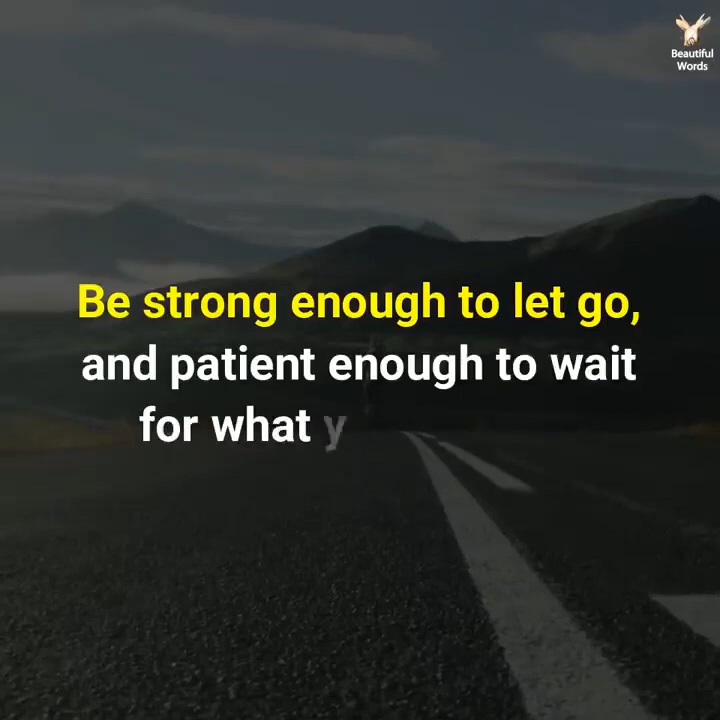 Beautiful
Words
Be strong enough to let go,
and patient enough to wait
for what y